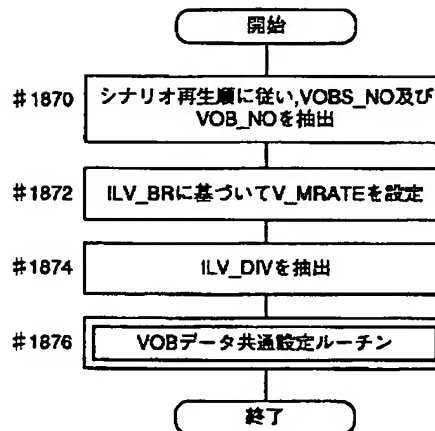 開始
#1870
シナリオ再生順に従い,VOBS_NO及び
VOB_NOを抽出
#1872
ILV_BRに基づいてV_MRATEを設定
#1874
ILV_DIVを抽出
#1876
VOBデータ共通設定ルーチン
終了